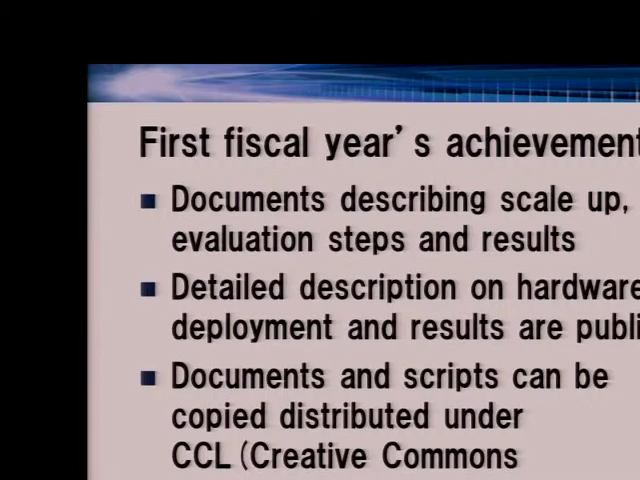 First fiscal year's achievement
Documents describing scale up,
evaluation steps and results
Detailed description on hardware
deployment and results are publi
Documents and scripts can be
copied distributed under
CCL (Creative Commons